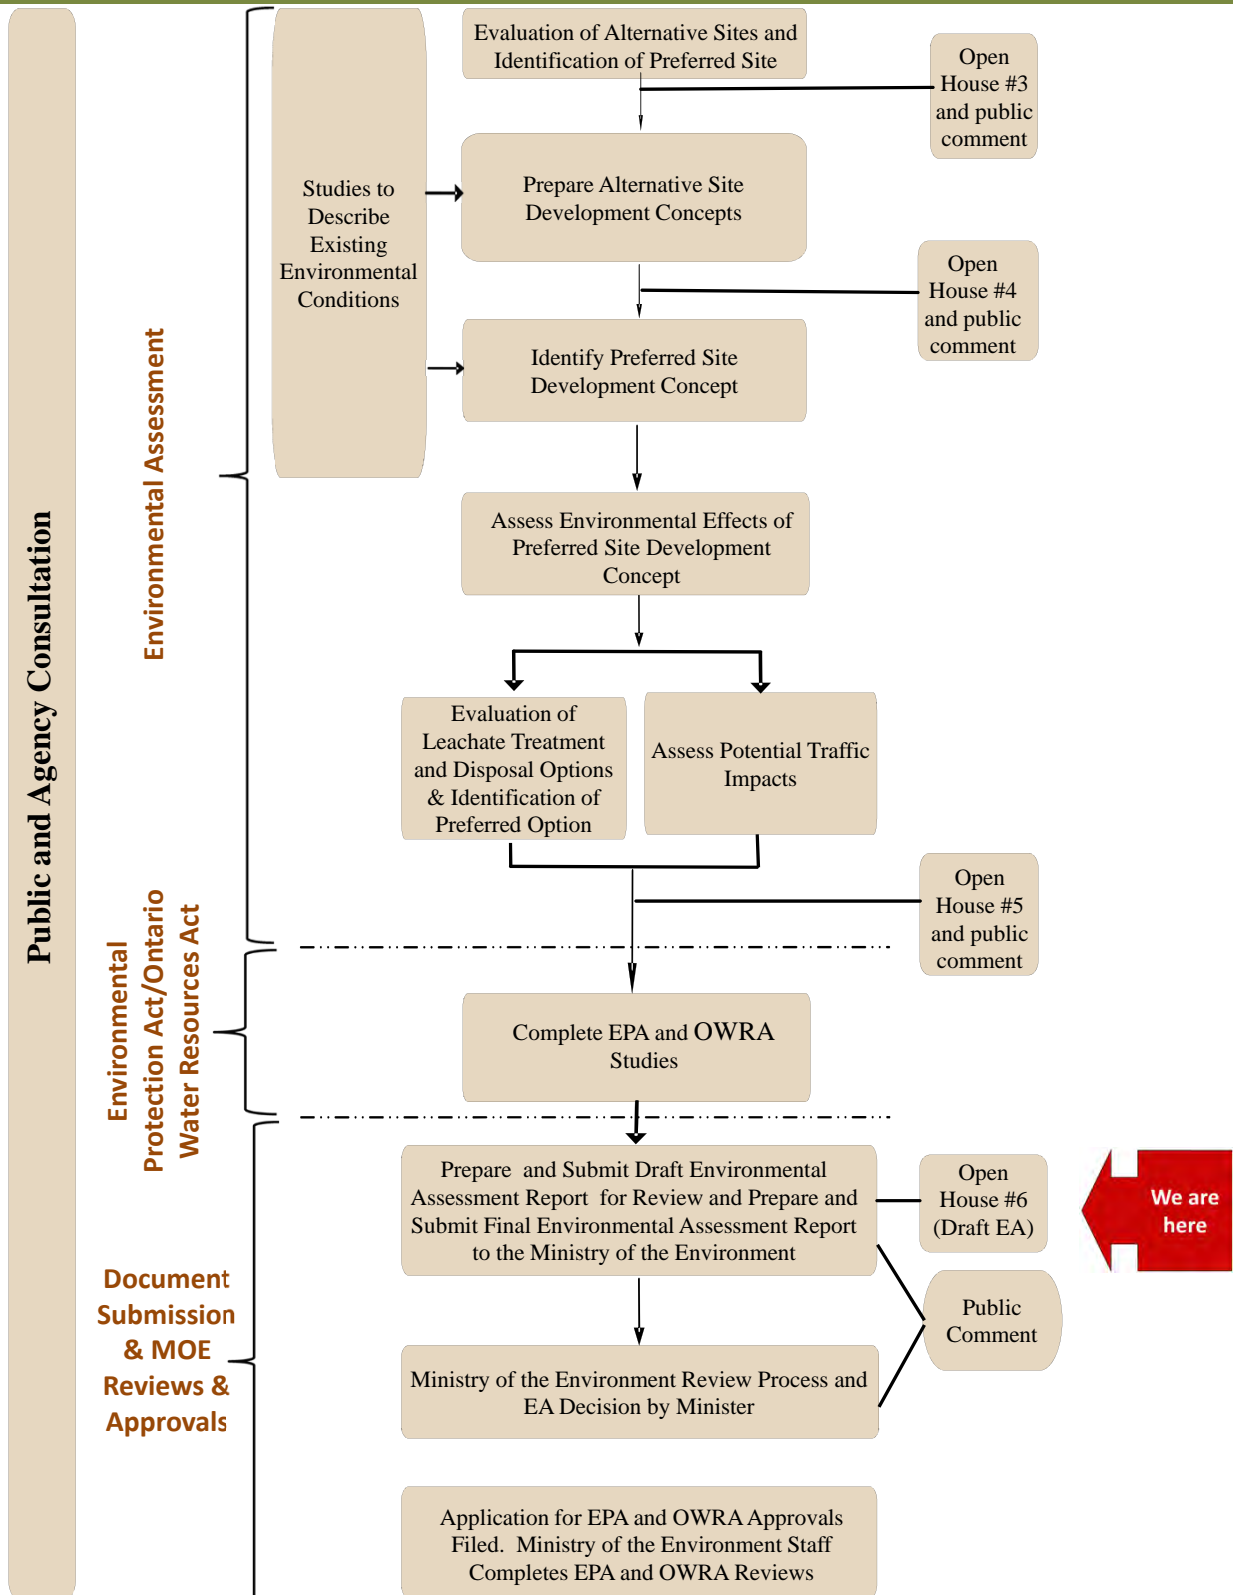 Public and Agency Consultation
Environmental Assessment
Studies to
Describe
Existing
Environmental
Conditions
Evaluation of Alternative Sites and
Identification of Preferred Site
Open
House #3
and public
comment
Prepare Alternative Site
Development Concepts
Open
House #4
and public
comment
Identify Preferred Site
Development Concept
Assess Environmental Effects of
Preferred Site Development
Concept
Evaluation of
Leachate Treatment
and Disposal Options
& Identification of
Preferred Option
Assess Potential Traffic
Impacts
Open
House #5
and public
comment
Environmental
Protection Act/Ontario
Water Resources Act
Complete EPA and OWRA
Studies
Document
Submission
& MOE
Reviews &
Approvals
Prepare and Submit Draft Environmental
Assessment Report for Review and Prepare and
Submit Final Environmental Assessment Report
to the Ministry of the Environment
Open
House #6
(Draft EA)
We are
here
Public
Comment
Ministry of the Environment Review Process and
EA Decision by Minister
Application for EPA and OWRA Approvals
Filed. Ministry of the Environment Staff
Completes EPA and OWRA Reviews